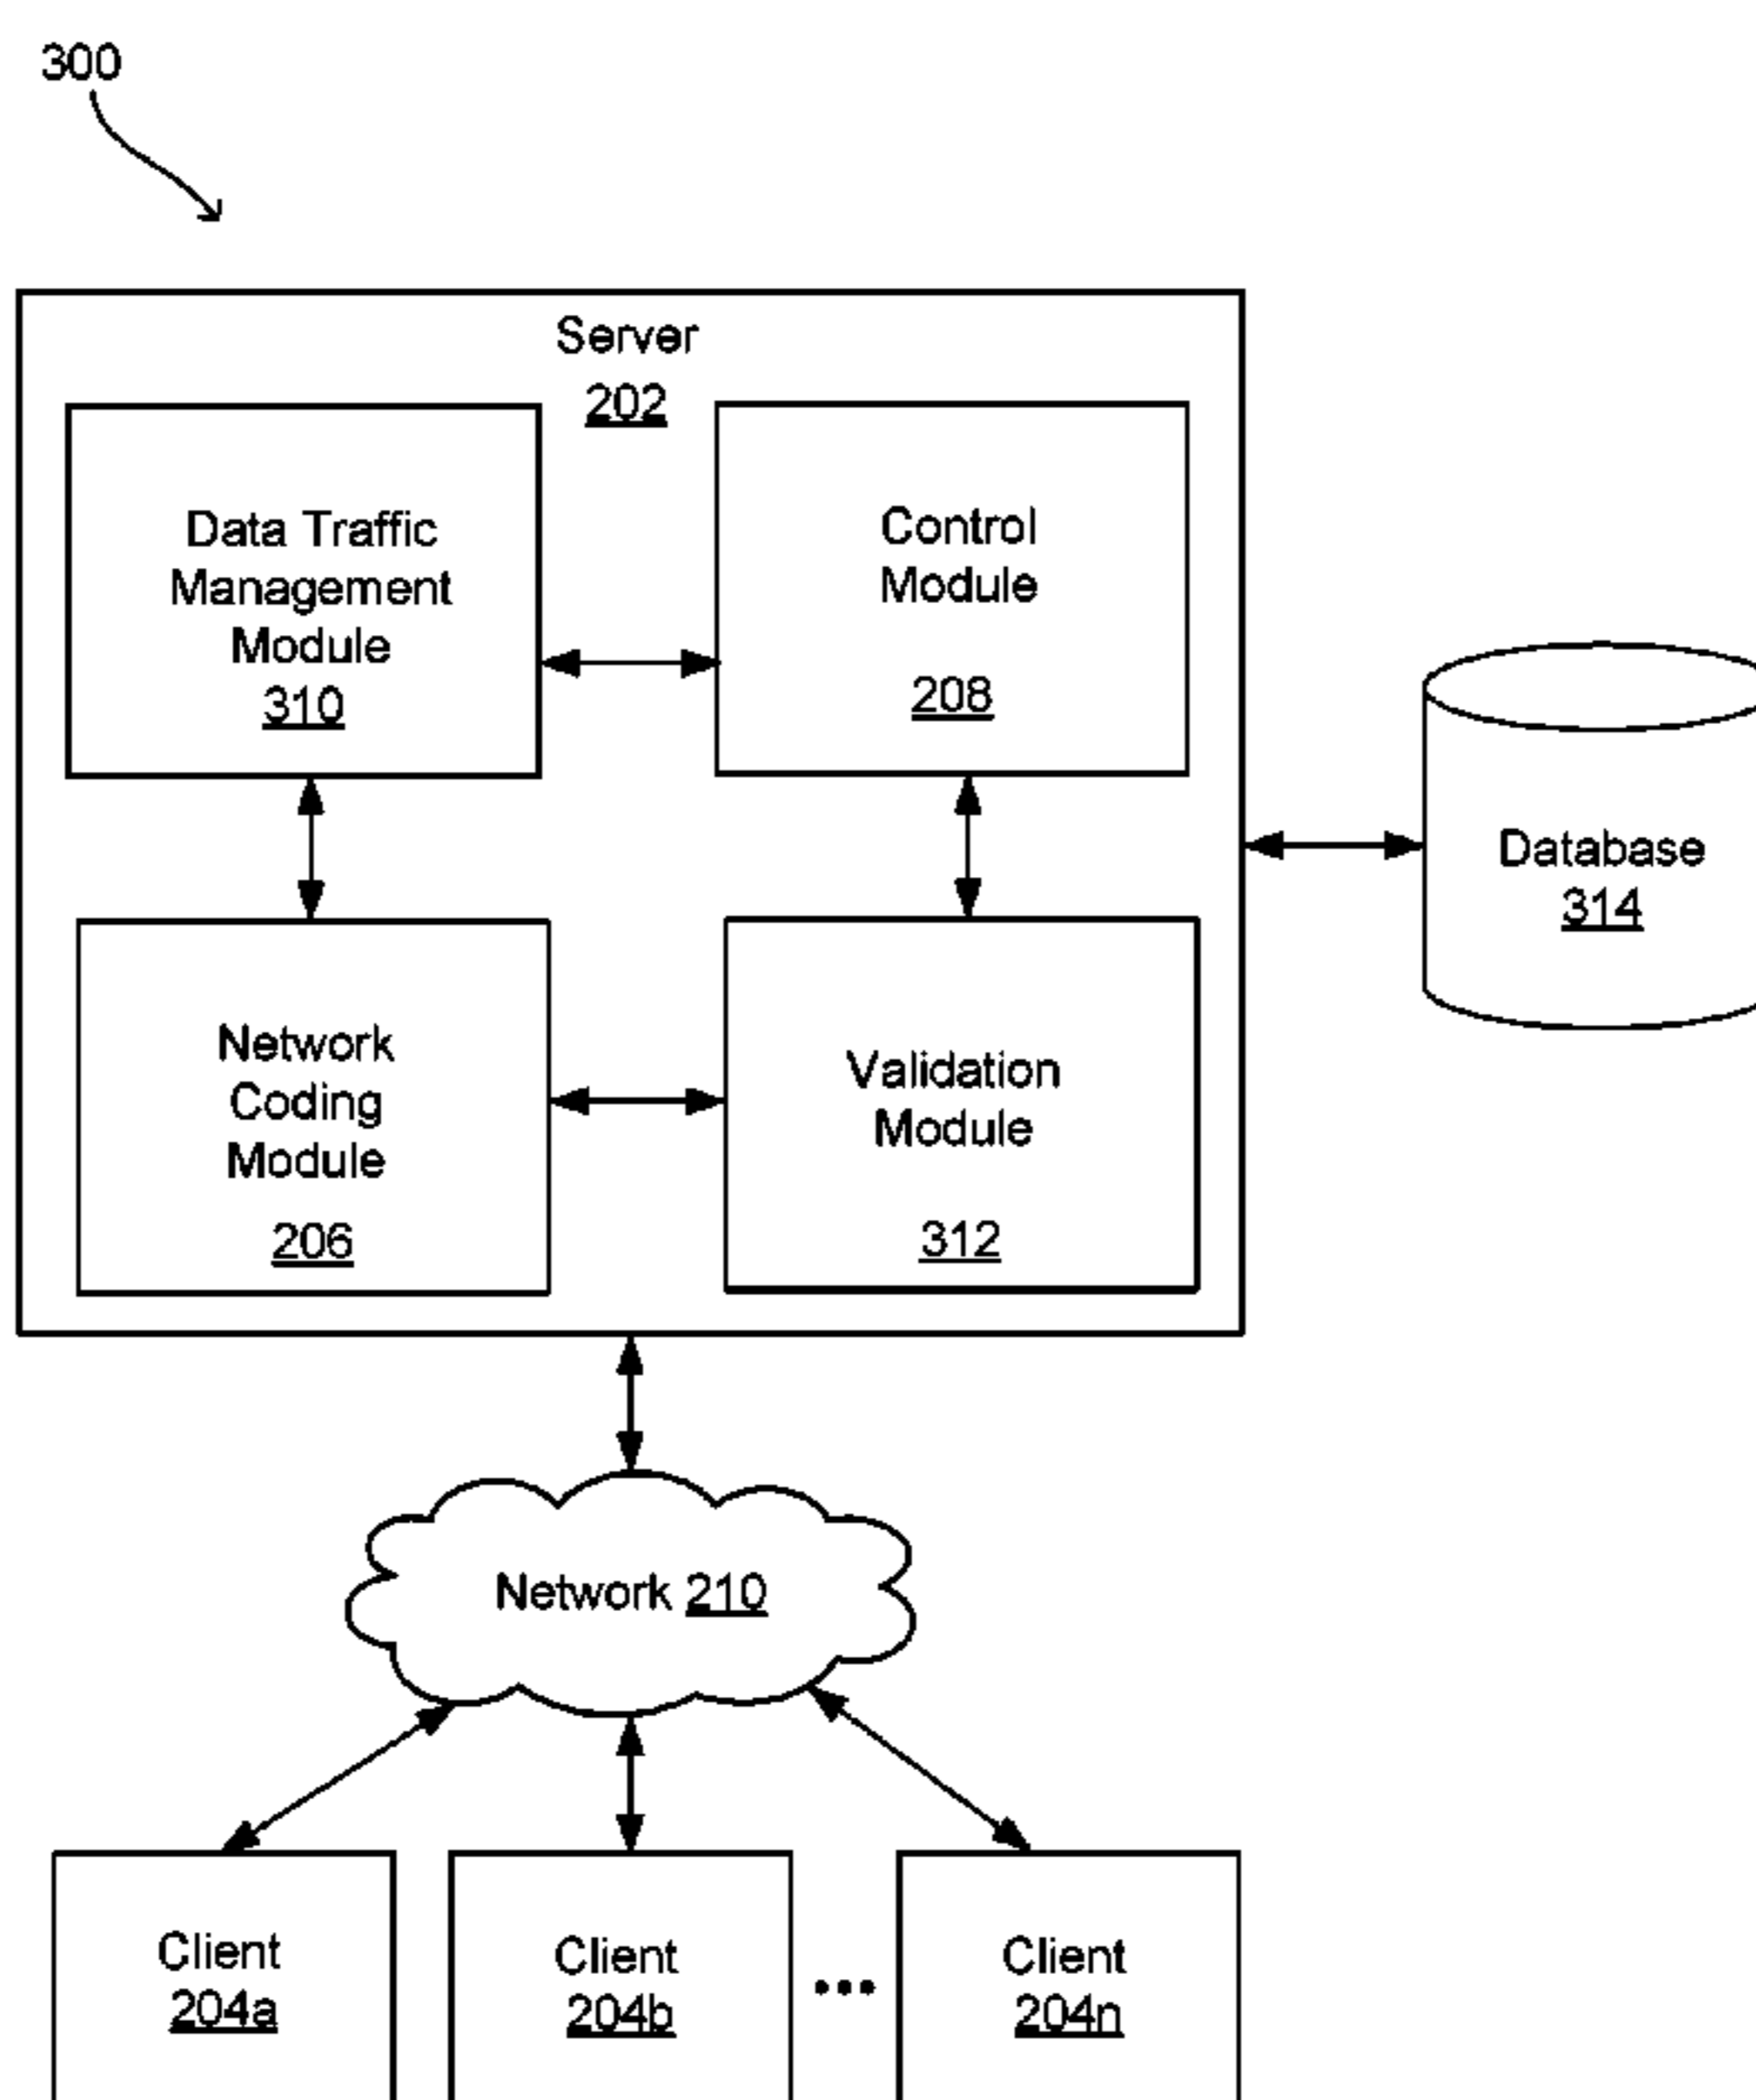 300
Server
202
Data Traffic
Management
Module
310
Control
Module
208
Database
314
Network
Coding
Module
206
Validation
Module
312
Network 210
Client
204a
Client
204b
...
Client
204n